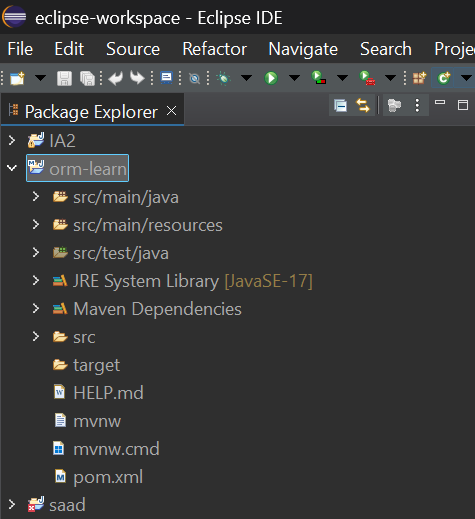 eclipse-workspace - Eclipse IDE
File Edit Source Refactor Navigate Search Proje
Package Explorer
IA2
orm-learn
src/main/java
src/main/resources
src/test/java
JRE System Library [JavaSE-17]
Maven Dependencies
src
target
HELP.md
mvnw
mvnw.cmd
pom.xml
saad